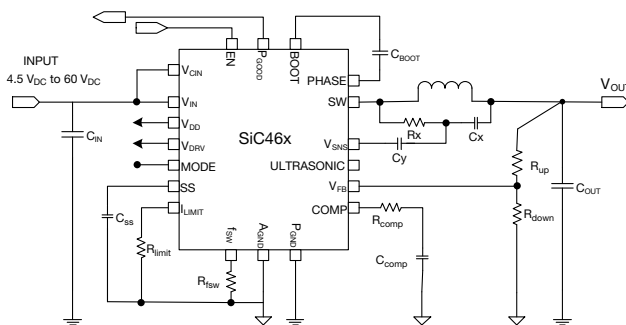 INPUT
4.5 VDC to 60 VDC
CIN
VCIN
VIN
VDD
VDRV
MODE
SS
ILIMIT
EN
PGOOD
BOOT
PHASE
SW
VSNS
ULTRASONIC
VFB
COMP
fSW
AGND
PGND
SiC46x
CBOOT
Rx
Cx
Cy
VOUT
Rup
Rdown
COUT
Rcomp
Ccomp
Css
Rlimit
Rfsw